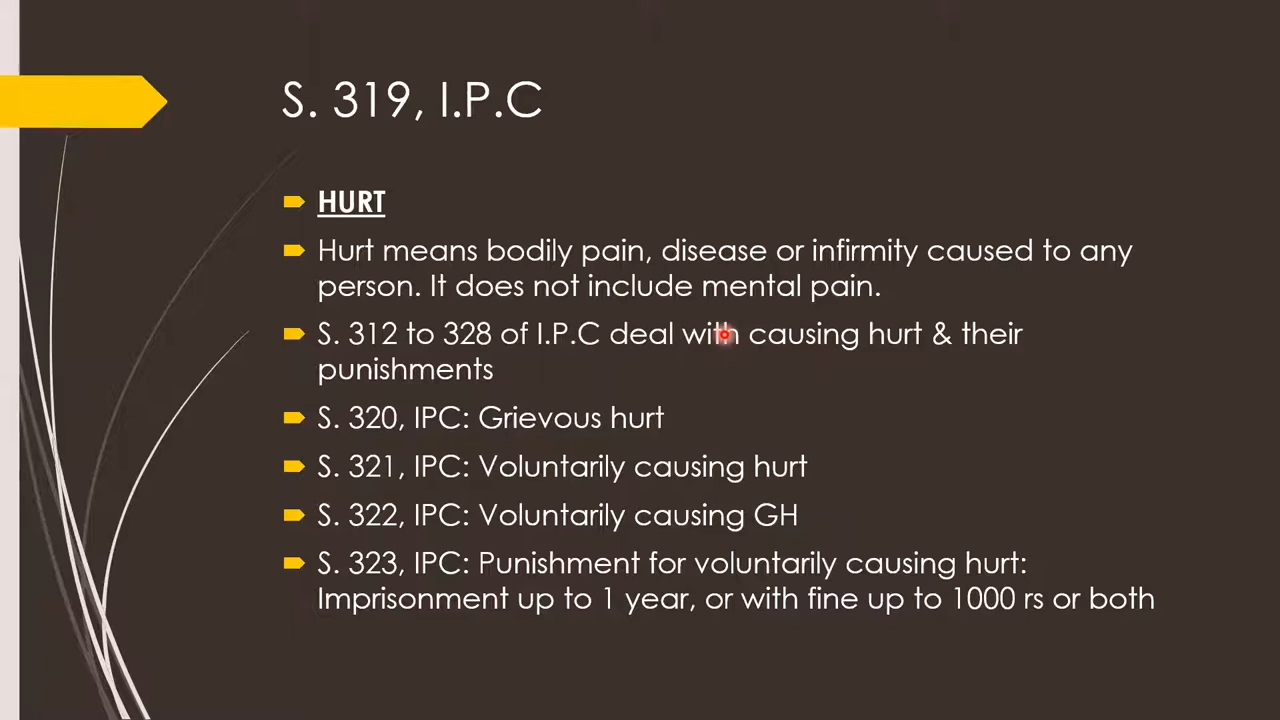 S. 319, I.P.C
HURT
Hurt means bodily pain, disease or infirmity caused to any
person. It does not include mental pain.
S. 312 to 328 of I.P.C deal with causing hurt & their
punishments
S. 320, IPC: Grievous hurt
S. 321, IPC: Voluntarily causing hurt
S. 322, IPC: Voluntarily causing GH
S. 323, IPC: Punishment for voluntarily causing hurt:
Imprisonment up to 1 year, or with fine up to 1000 rs or both